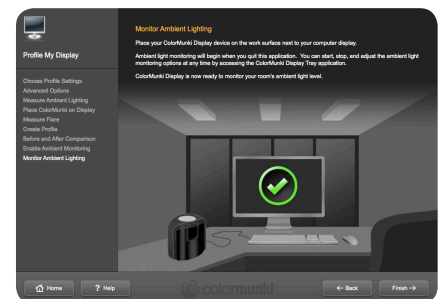 Profile My Display
Choose Profile Settings
Advanced Options
Measure Ambient Lighting
Place ColorMunki on Display
Measure Flare
Create Profile
Before and After Comparison
Enable Ambient Monitoring
Monitor Ambient Lighting
Monitor Ambient Lighting
Place your ColorMunki Display device on the work surface next to your computer display.
Ambient light monitoring will begin when you quit this application. You can start, stop, and adjust the ambient light
monitoring options at any time by accessing the ColorMunki Display Tray application.
ColorMunki Display is now ready to monitor your room's ambient light level.
Home
? Help
colormunki
← Back
Finish →